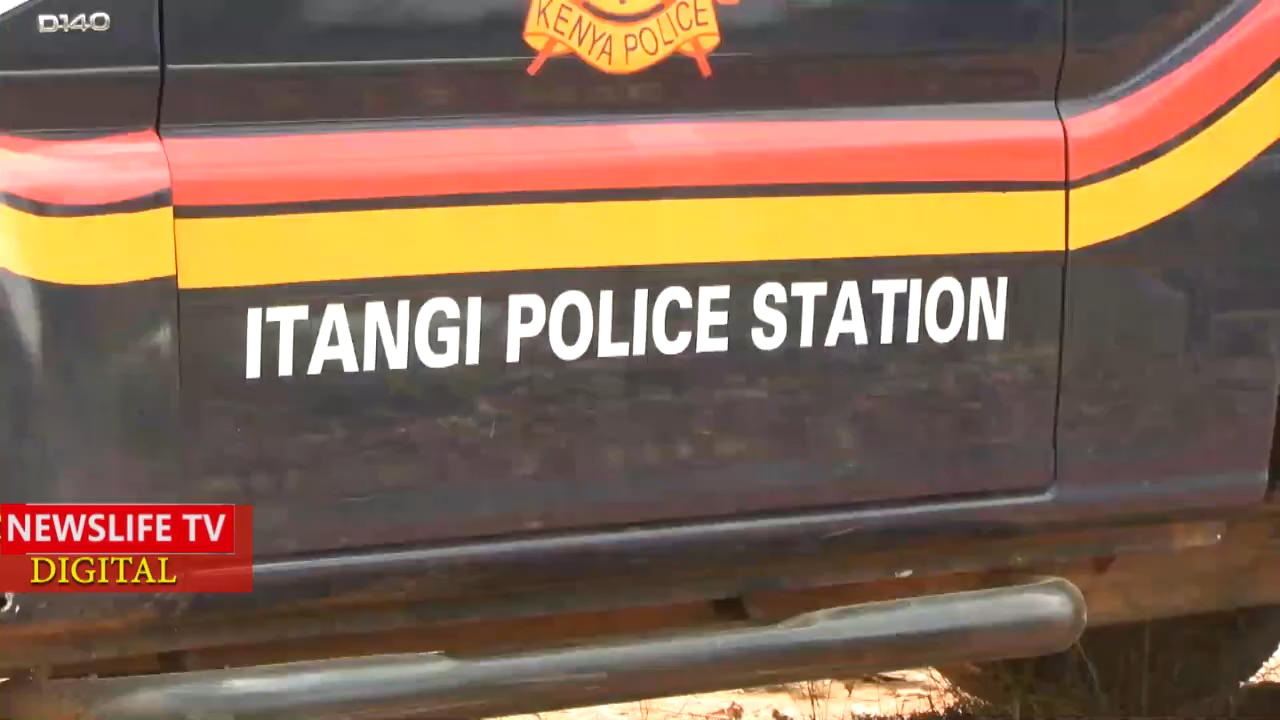 D140
KENYA POLICE
ITANGI POLICE STATION
NEWSLIFE TV
DIGITAL